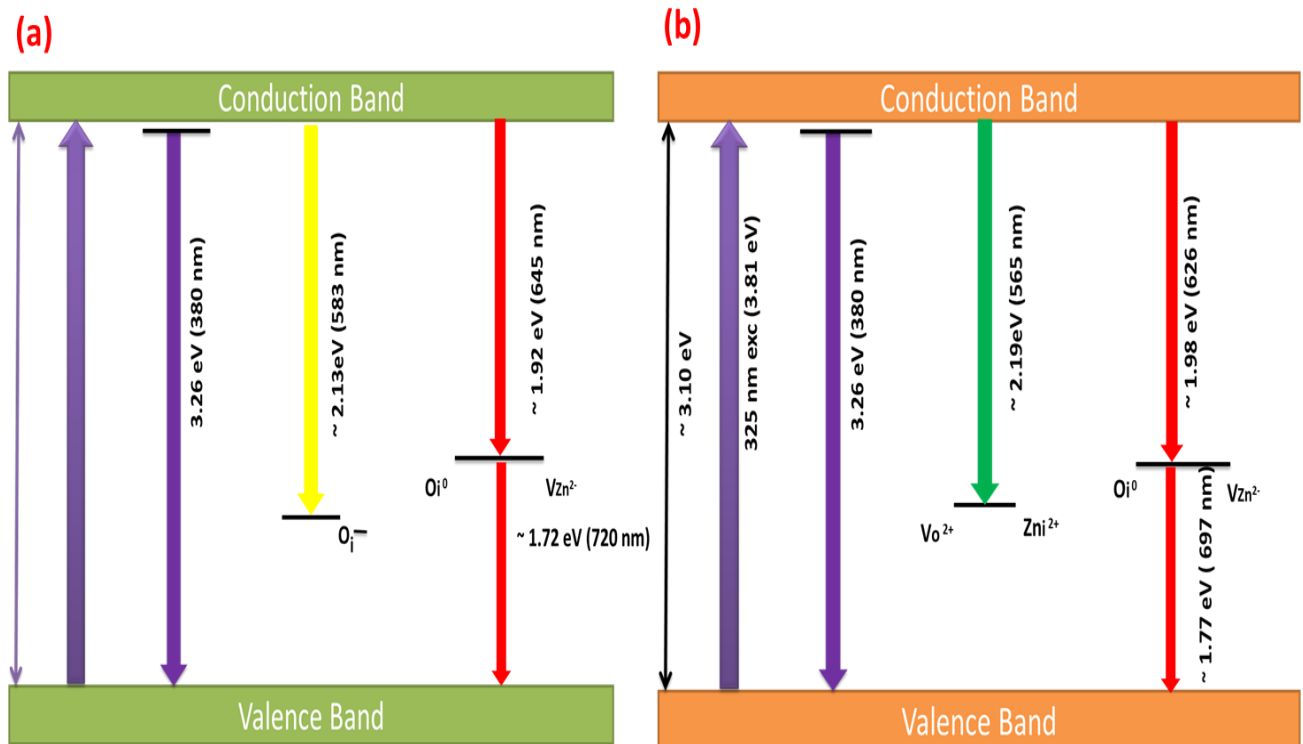 (a)
Conduction Band
3.26 eV (380 nm)
~ 2.13eV (583 nm)
~ 1.92 eV (645 nm)
Oi⁰
VZn²⁻
Oi⁻
~ 1.72 eV (720 nm)
Valence Band
(b)
Conduction Band
~ 3.10 eV
325 nm exc (3.81 eV)
3.26 eV (380 nm)
~ 2.19eV (565 nm)
~ 1.98 eV (626 nm)
Oi⁰
VZn²⁻
Vo²⁺
Zni²⁺
~ 1.77 eV ( 697 nm)
Valence Band